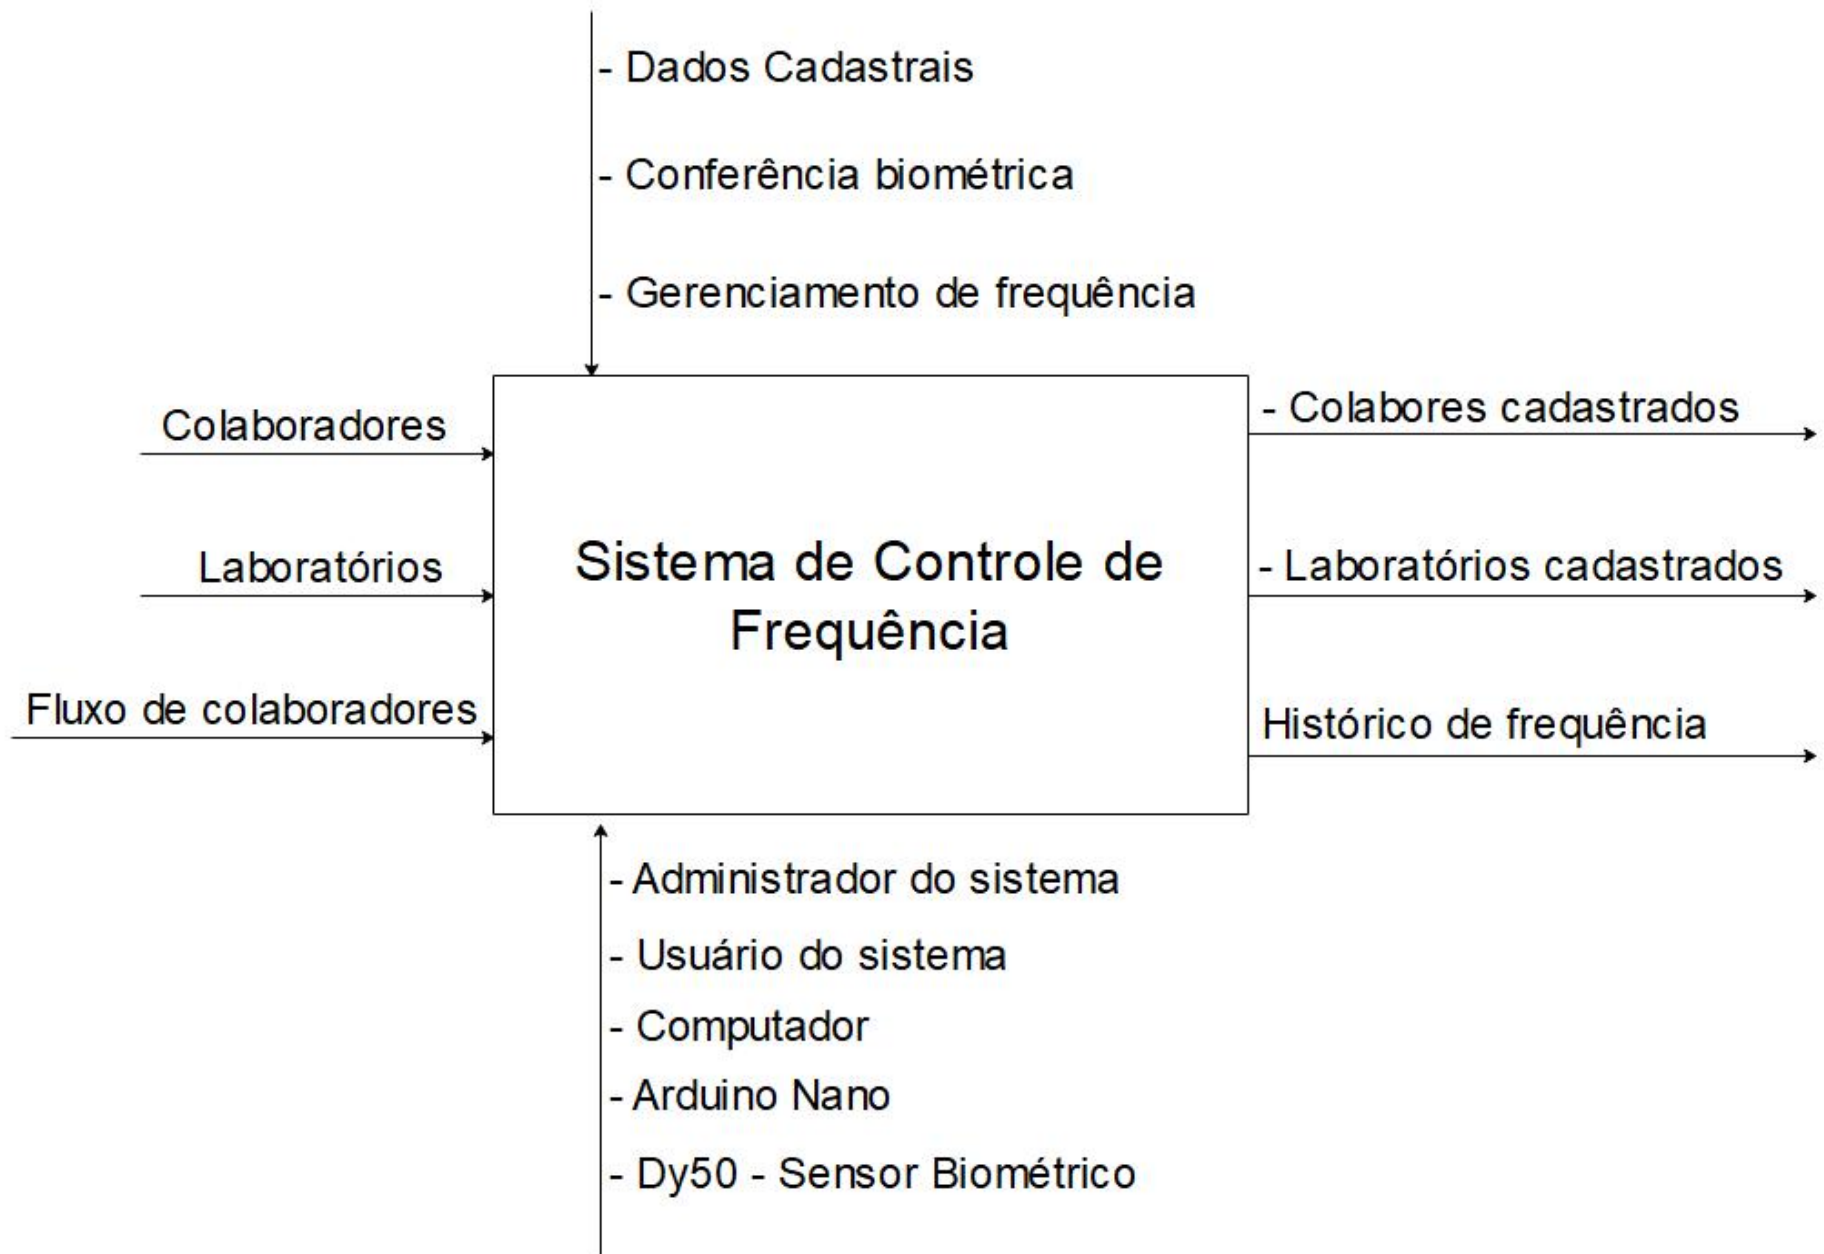 - Dados Cadastrais
- Conferência biométrica
- Gerenciamento de frequência
Colaboradores
Laboratórios
Fluxo de colaboradores
Sistema de Controle de
Frequência
- Colabores cadastrados
- Laboratórios cadastrados
Histórico de frequência
- Administrador do sistema
- Usuário do sistema
- Computador
- Arduino Nano
- Dy50 - Sensor Biométrico